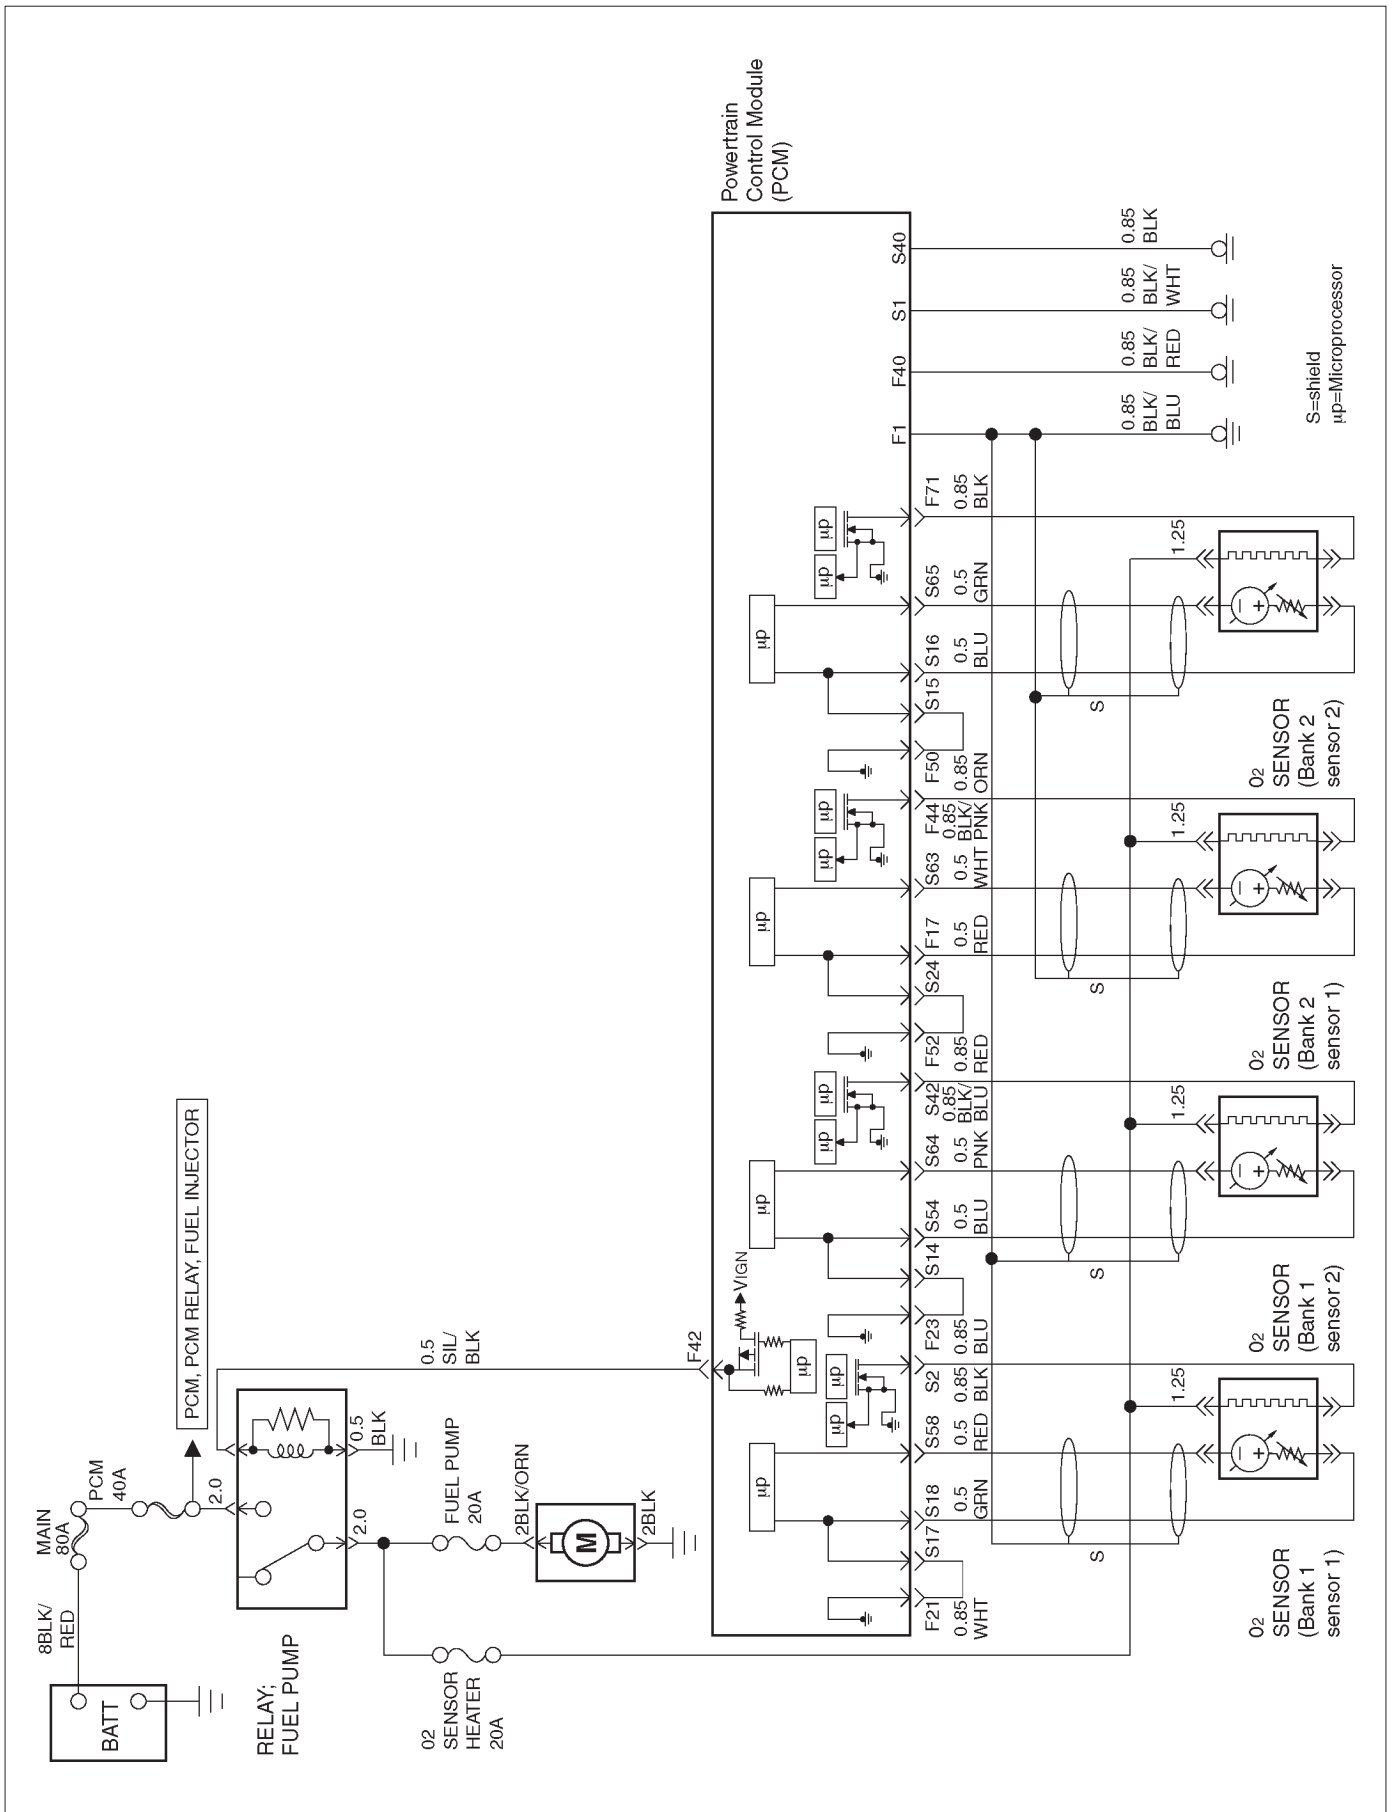 BATT
8BLK/
RED
MAIN
80A
PCM
40A
PCM, PCM RELAY, FUEL INJECTOR
2.0
RELAY;
FUEL PUMP
2.0
0.5
BLK
0.5
SIL/
BLK
FUEL PUMP
20A
2BLK/ORN
M
2BLK
02
SENSOR
HEATER
20A
Powertrain
Control Module
(PCM)
F42
VIGN
µp
µp
µp
µp
µp
µp
µp
µp
µp
µp
µp
µp
µp
F21
S17
S18
S58
S2
F23
S14
S54
S64
S42
F52
S24
F17
S63
F44
F50
S15
S16
S65
F71
F1
F40
S1
S40
0.85
WHT
0.5
GRN
0.5
RED
0.85
BLK
0.85
BLU
0.5
BLU
0.5
PNK
0.85
BLK/
BLU
0.85
RED
0.5
RED
0.5
WHT
0.85
BLK/
PNK
0.85
ORN
0.5
BLU
0.5
GRN
0.85
BLK
0.85
BLK/
BLU
0.85
BLK/
RED
0.85
BLK/
WHT
0.85
BLK
S
S
S
S
1.25
1.25
1.25
1.25
O2
SENSOR
(Bank 1
sensor 1)
O2
SENSOR
(Bank 1
sensor 2)
O2
SENSOR
(Bank 2
sensor 1)
O2
SENSOR
(Bank 2
sensor 2)
S=shield
µp=Microprocessor